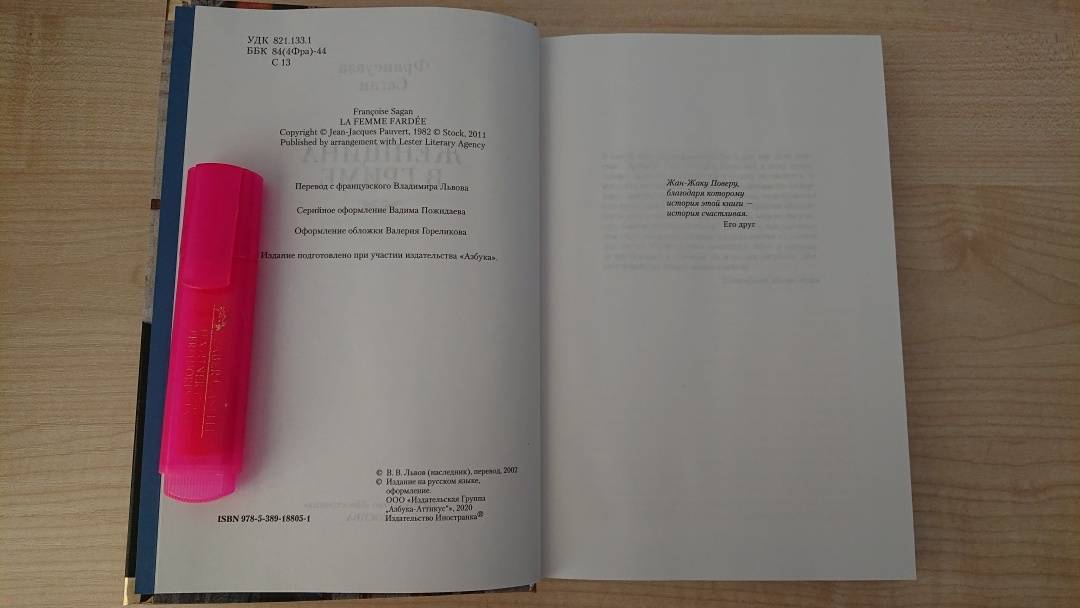 УДК 821.133.1
ББК 84(4Фра)-44
С 13
Françoise Sagan
LA FEMME FARDÉE
Copyright © Jean-Jacques Pauvert, 1982 © Stock, 2011
Published by arrangement with Lester Literary Agency
Перевод с французского Владимира Львова
Серийное оформление Вадима Пожидаева
Оформление обложки Валерия Гореликова
Издание подготовлено при участии издательства «Азбука».
© В. В. Львов (наследник), перевод, 2002
© Издание на русском языке,
оформление.
ООО «Издательская Группа
„Азбука-Аттикус“», 2020
Издательство Иностранка®
ISBN 978-5-389-18805-1
Жан-Жаку Поверу,
благодаря которому
история этой книги —
история счастливая.
Его друг